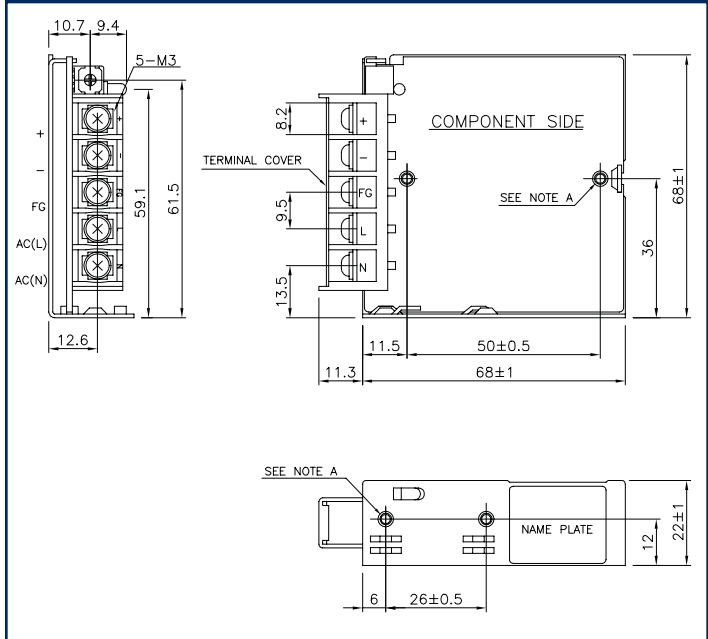 10.7
9.4
5-M3
+
-
FG
AC(L)
AC(N)
+
-
FG
L
N
59.1
61.5
12.6
TERMINAL COVER
8.2
9.5
13.5
+
-
FG
L
N
COMPONENT SIDE
SEE NOTE A
36
68±1
11.5
50±0.5
11.3
68±1
SEE NOTE A
NAME PLATE
12
22±1
6
26±0.5